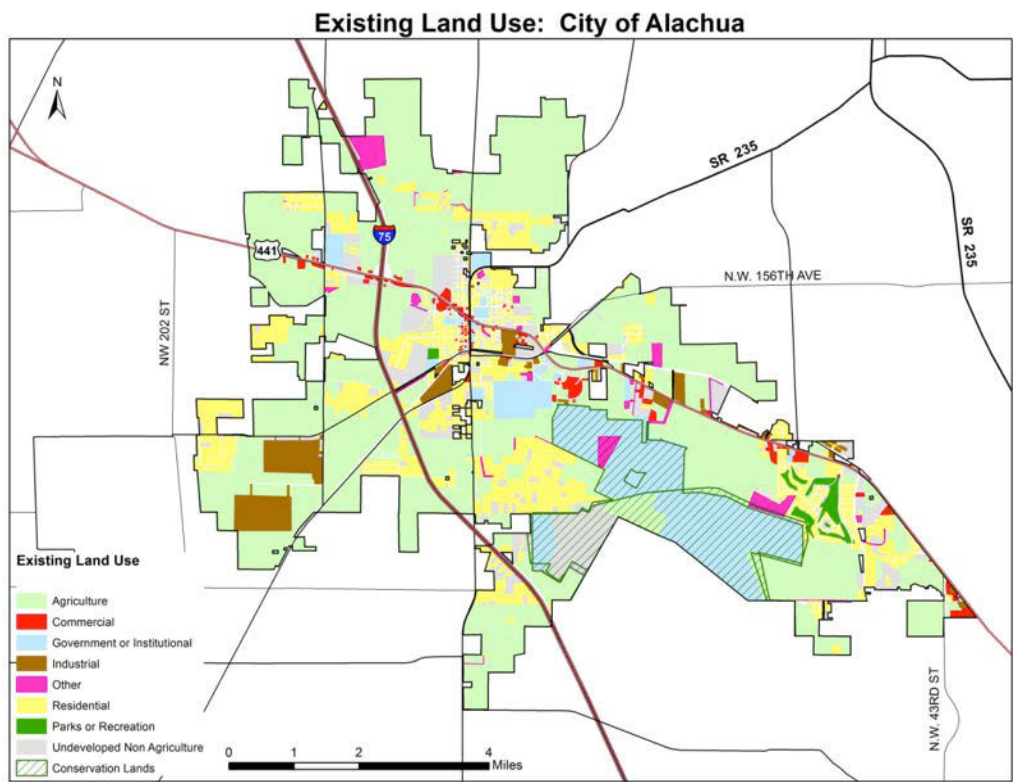 Existing Land Use: City of Alachua
N
SR 235
SR 235
75
441
N.W. 156TH AVE
NW 202 ST
Existing Land Use
Agriculture
Commercial
Government or Institutional
Industrial
Other
Residential
Parks or Recreation
Undeveloped Non Agriculture
Conservation Lands
0 1 2 4
Miles
N.W. 43RD ST